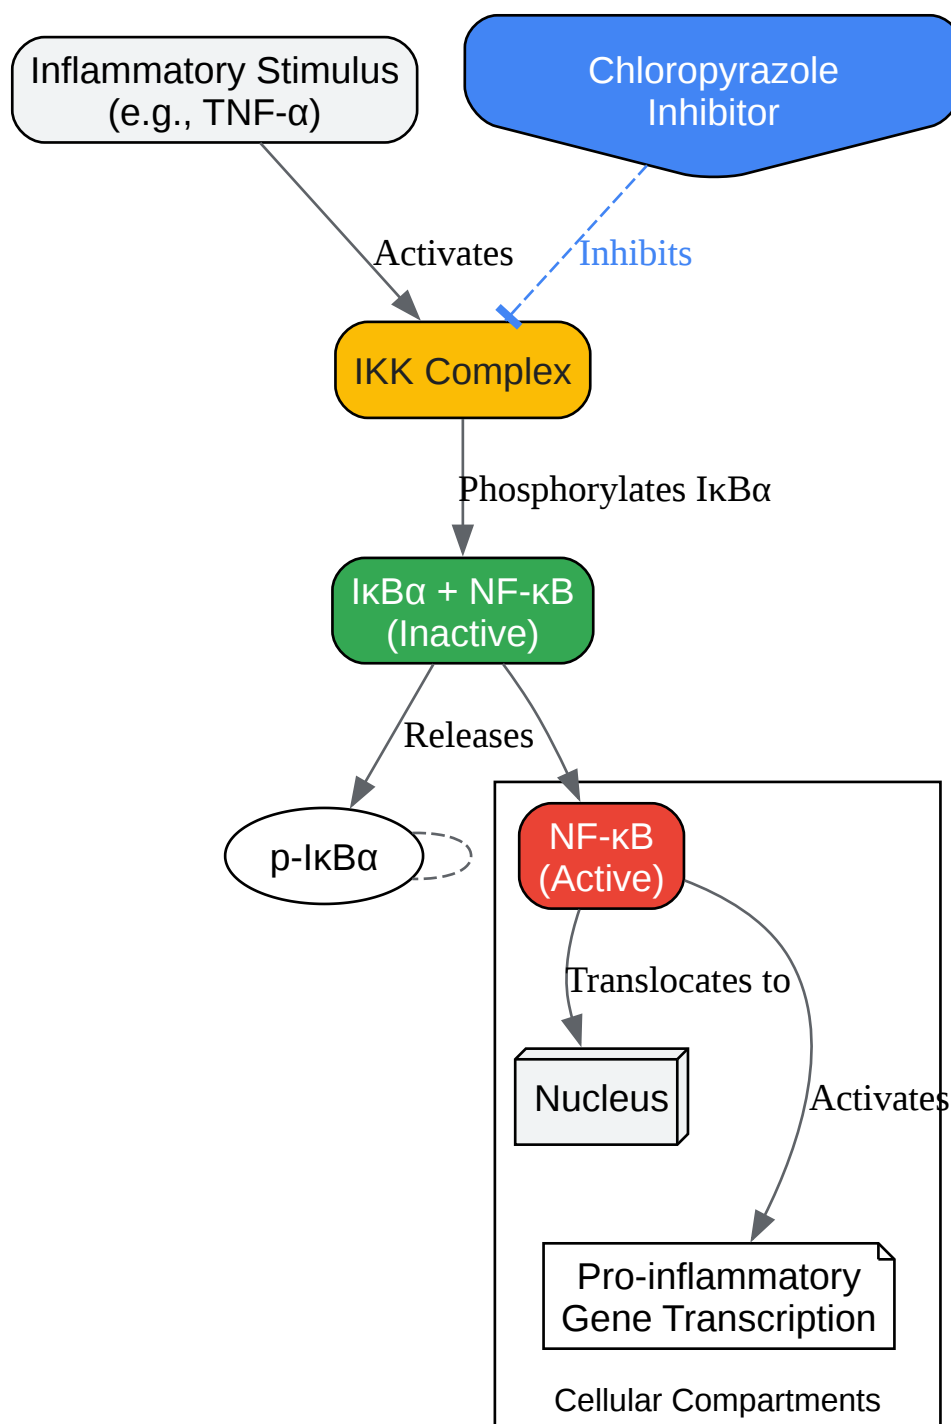 Inflammatory Stimulus
(e.g., TNF-α)
Chloropyrazole
Inhibitor
Activates
Inhibits
IKK Complex
Phosphorylates IκBα
IκBα + NF-κB
(Inactive)
Releases
p-IκBα
NF-κB
(Active)
Translocates to
Nucleus
Activates
Pro-inflammatory
Gene Transcription
Cellular Compartments